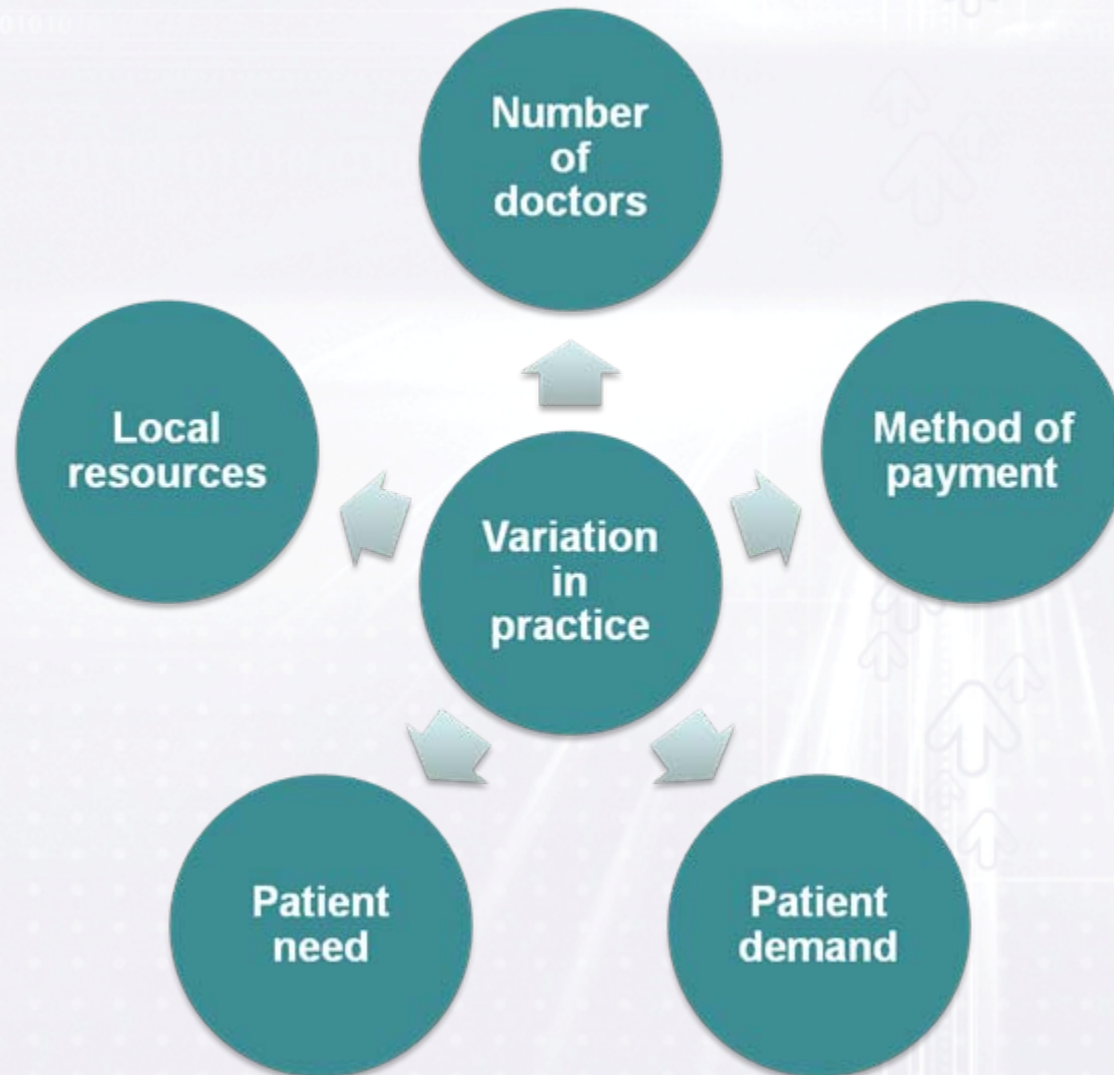 Number
of
doctors
Local
resources
Method of
payment
Variation
in
practice
Patient
need
Patient
demand